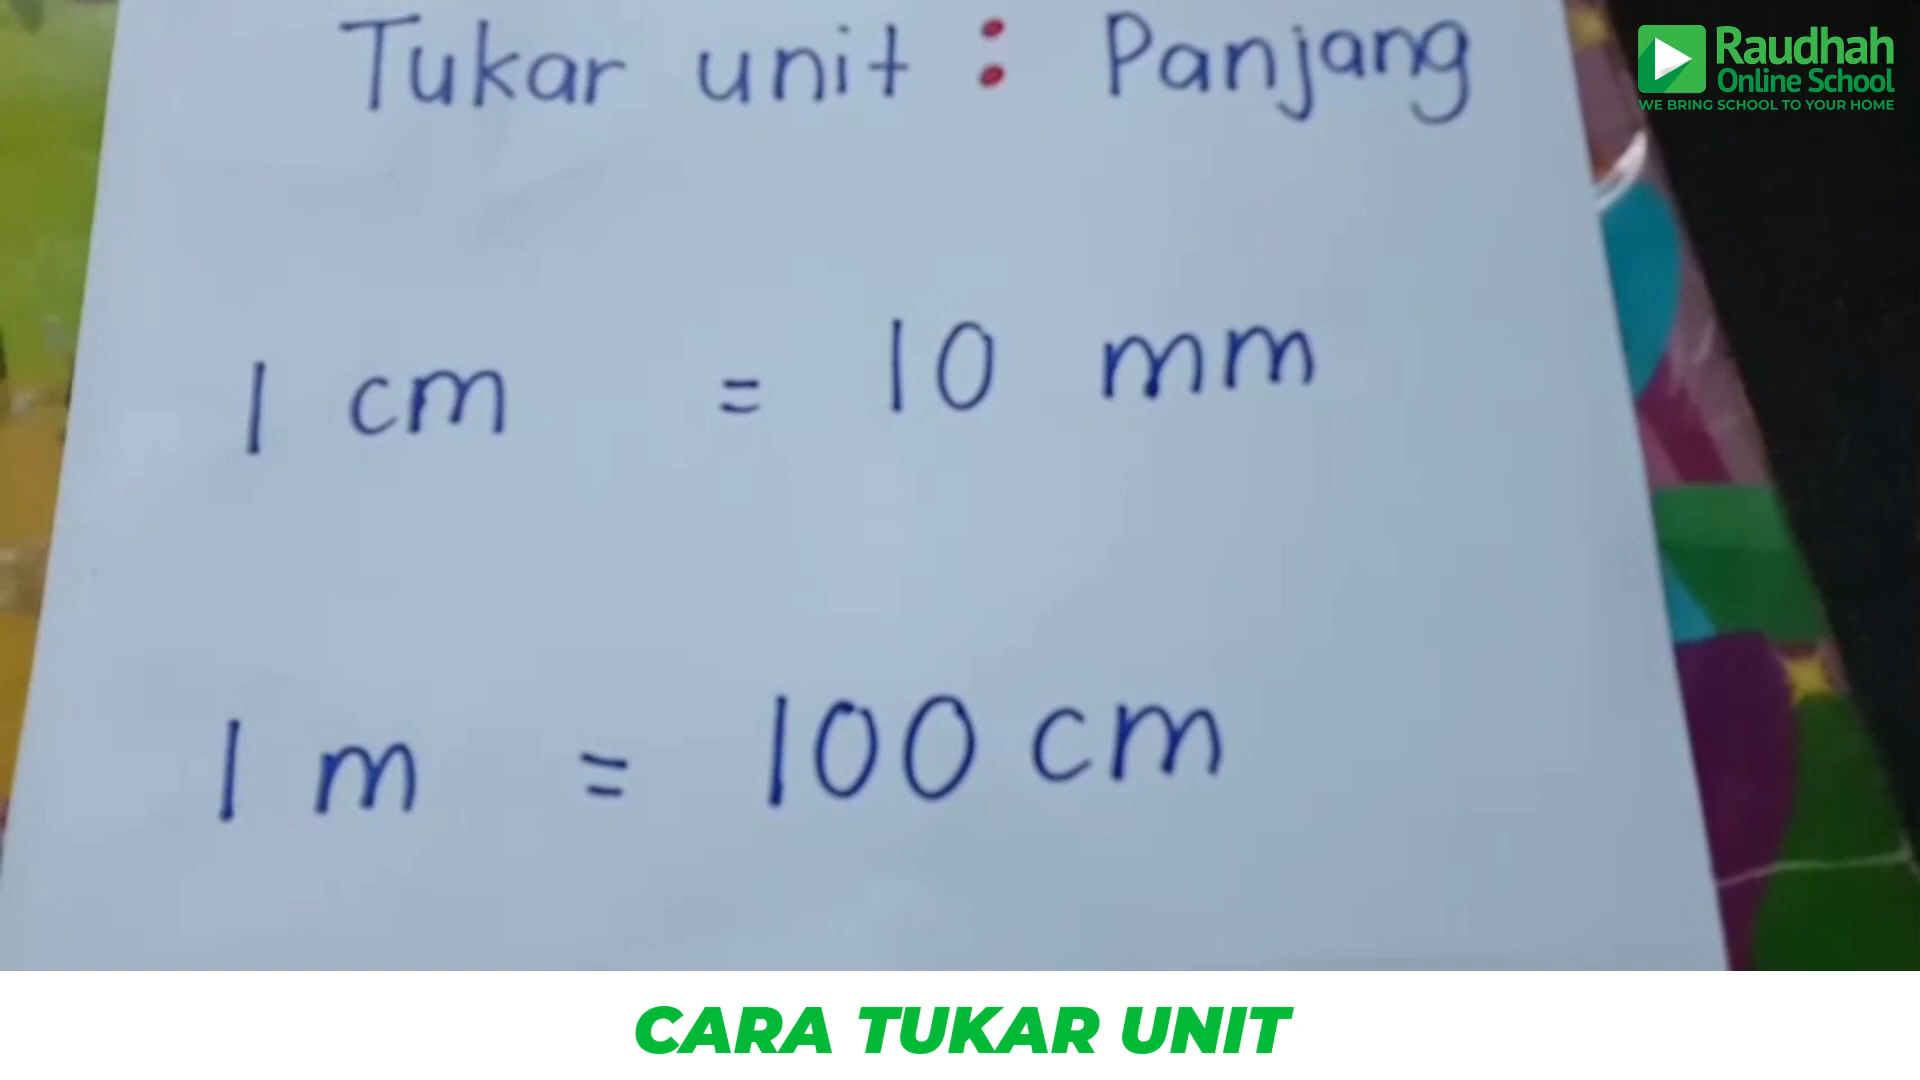 Tukar unit : Panjang
Raudhah
Online School
WE BRING SCHOOL TO YOUR HOME
1 cm = 10 mm
1 m = 100 cm
CARA TUKAR UNIT